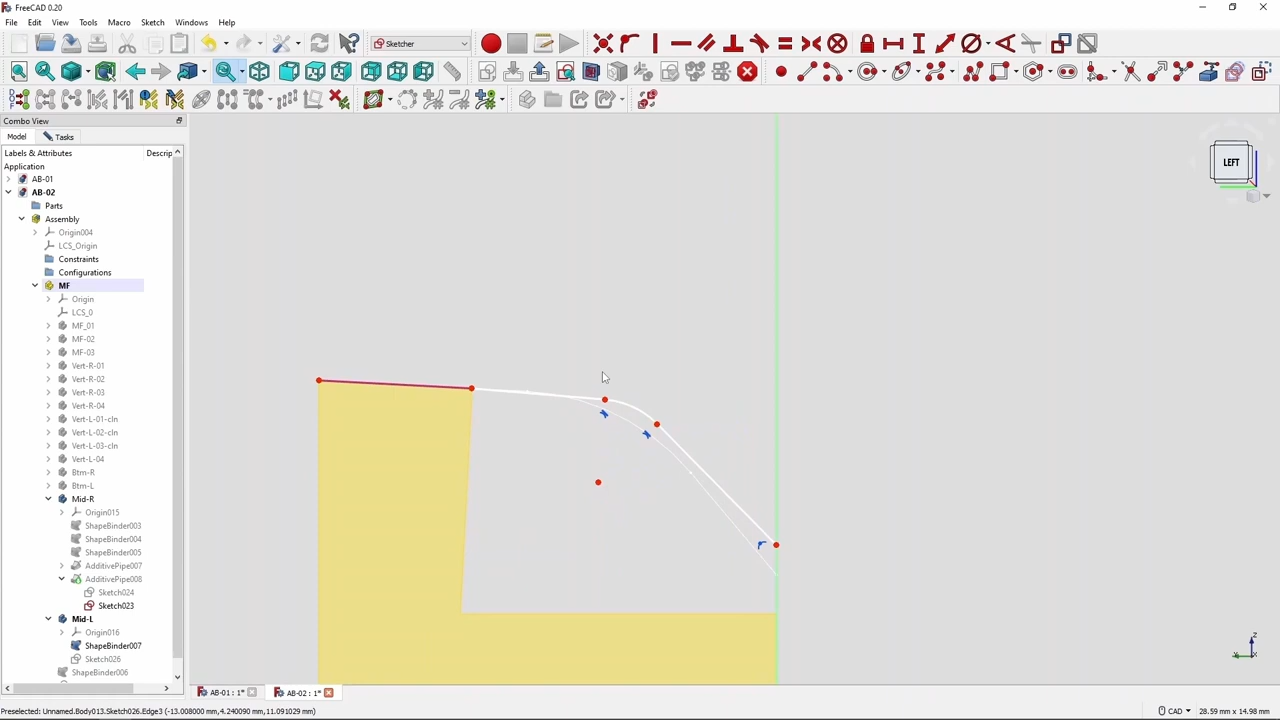 FreeCAD 0.20
File Edit View Tools Macro Sketch Windows Help
Sketcher
Combo View
Model Tasks
Labels & Attributes Descrip
Application
AB-01
AB-02
Parts
Assembly
Origin004
LCS_Origin
Constraints
Configurations
MF
Origin
LCS_0
MF_01
MF-02
MF-03
Vert-R-01
Vert-R-02
Vert-R-03
Vert-R-04
Vert-L-01-cln
Vert-L-02-cln
Vert-L-03-cln
Vert-L-04
Btm-R
Btm-L
Mid-R
Origin015
ShapeBinder003
ShapeBinder004
ShapeBinder005
AdditivePipe007
AdditivePipe008
Sketch024
Sketch023
Mid-L
Origin016
ShapeBinder007
Sketch026
ShapeBinder006
LEFT
Z
Y
X
AB-01 : 1*
AB-02 : 1*
Preselected: Unnamed.Body013.Sketch026.Edge3 (-13.008000 mm,4.240090 mm,11.091029 mm)
CAD
28.59 mm x 14.98 mm